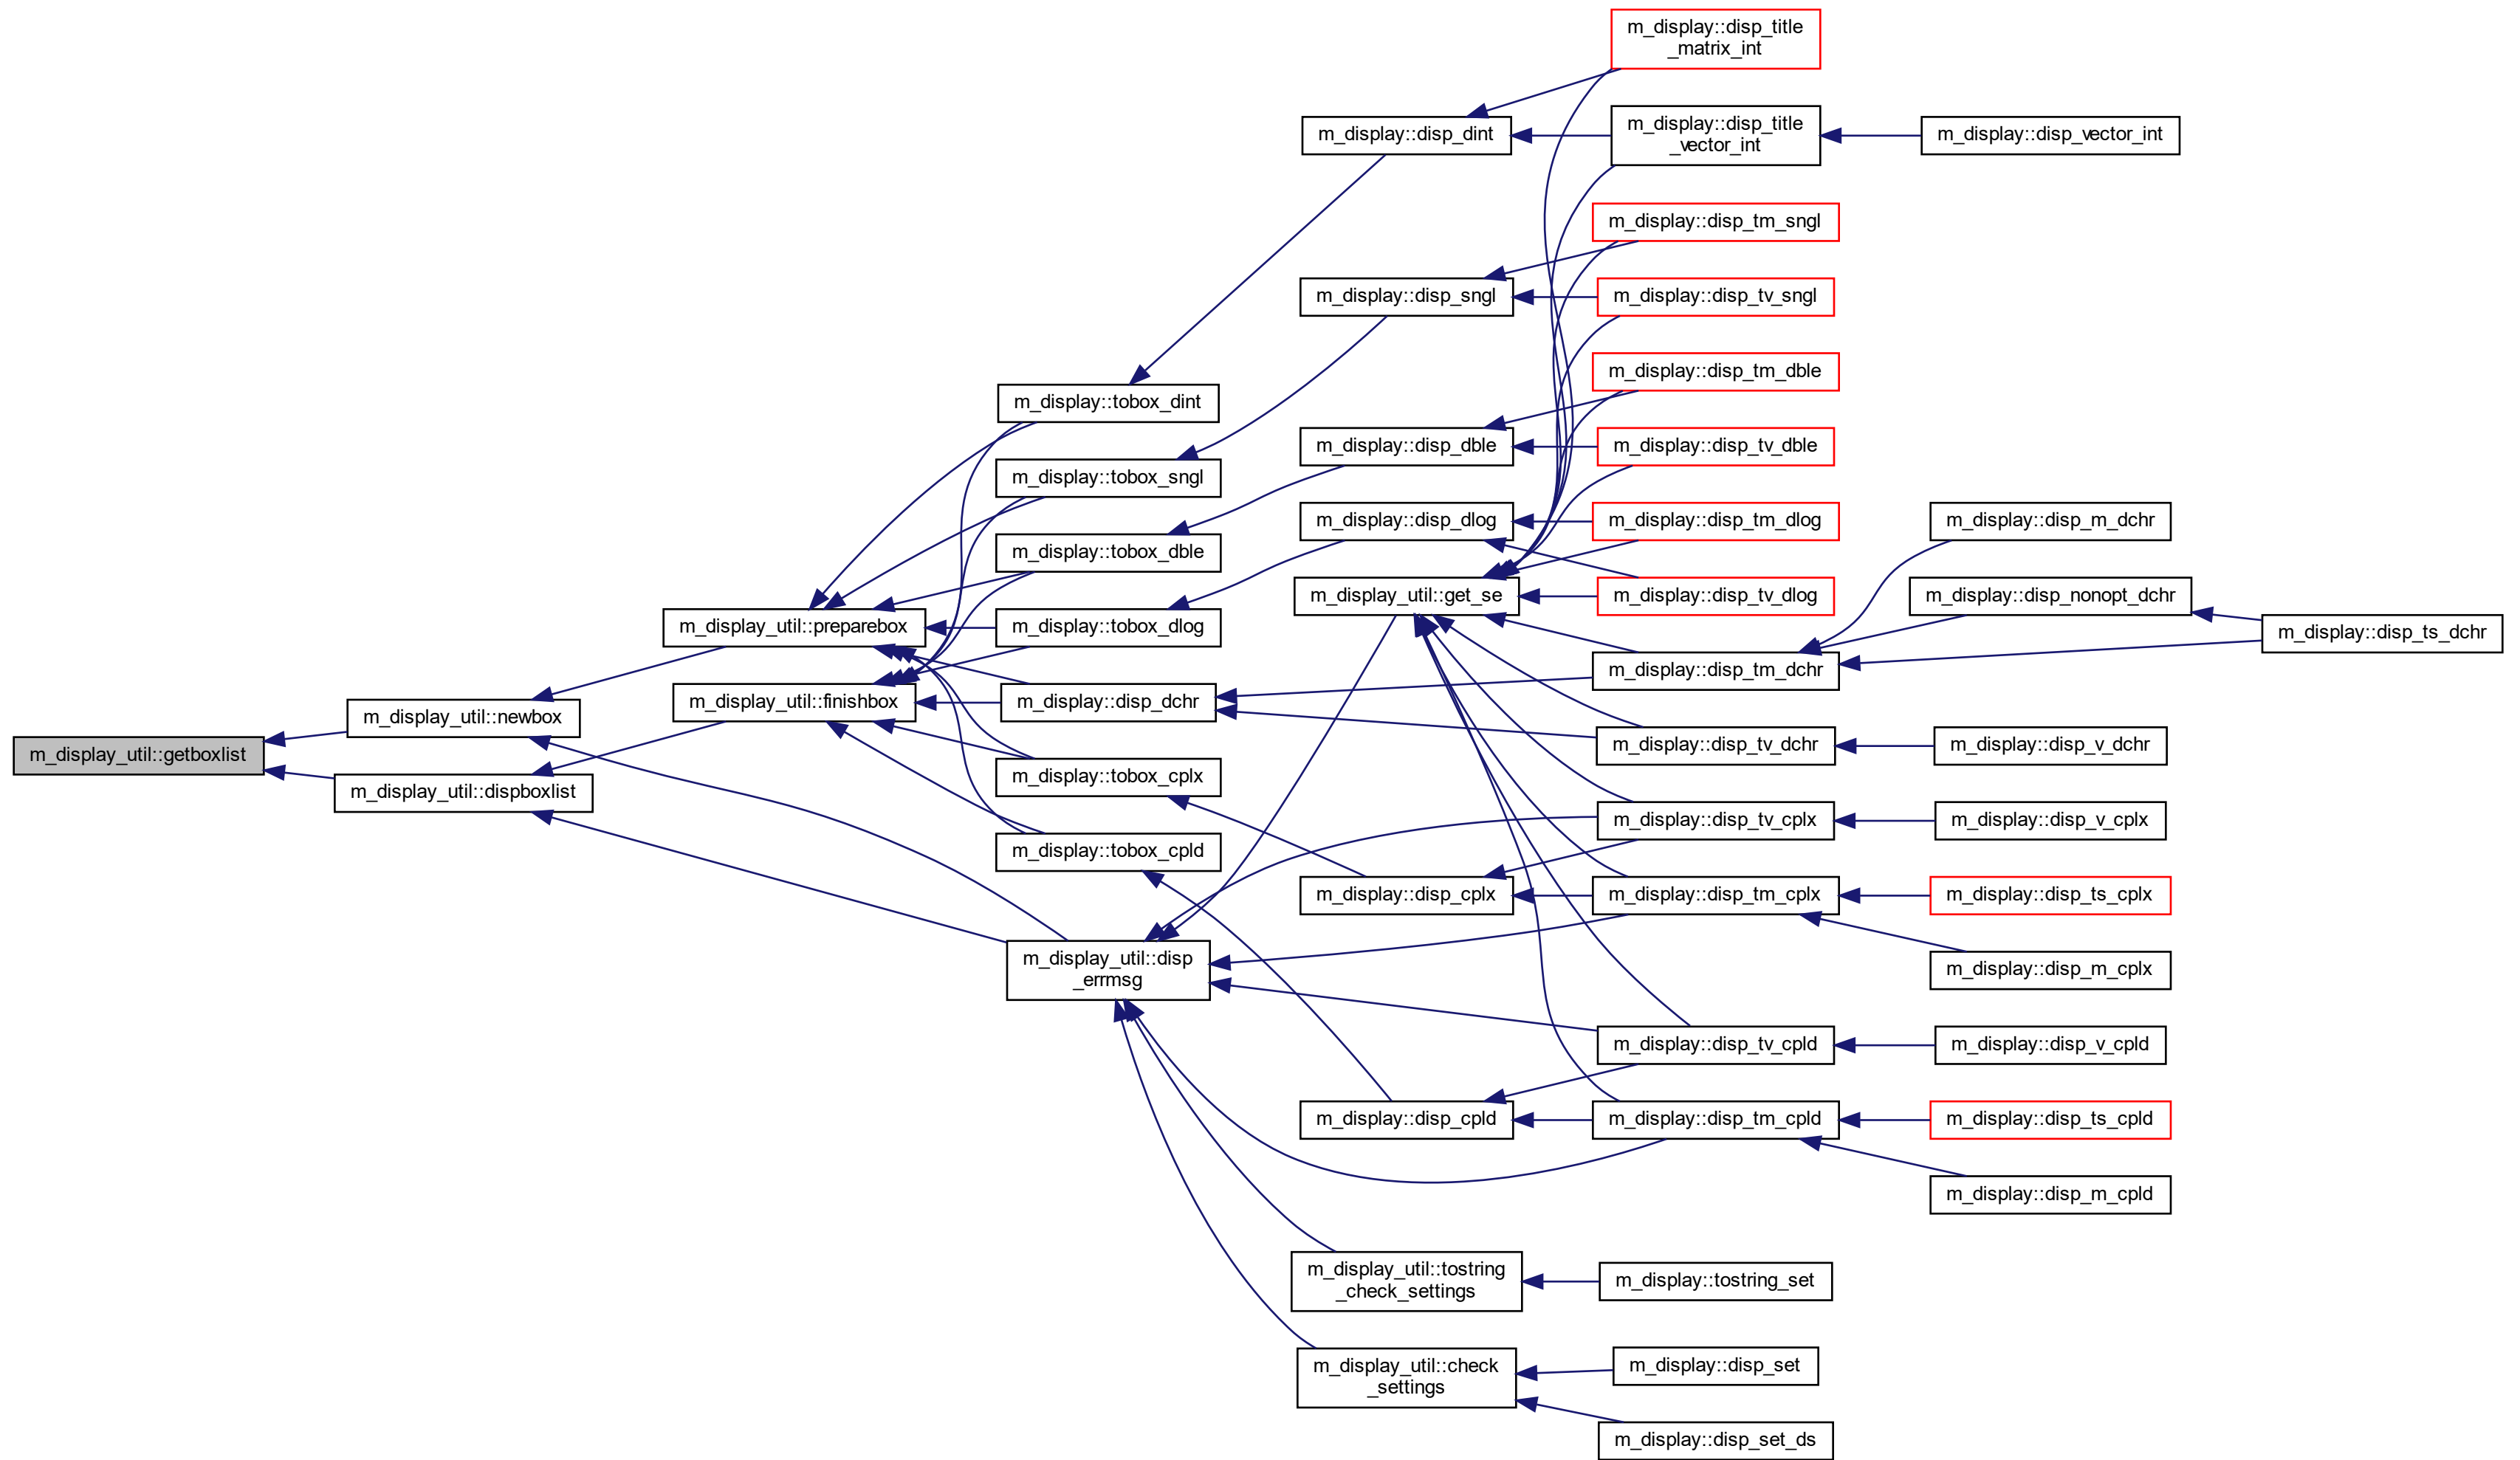 m_display_util::getboxlist
m_display_util::newbox
m_display_util::dispboxlist
m_display_util::preparebox
m_display_util::finishbox
m_display::tobox_dint
m_display::tobox_sngl
m_display::tobox_dble
m_display::tobox_dlog
m_display::disp_dchr
m_display::tobox_cplx
m_display::tobox_cpld
m_display_util::disp
_errmsg
m_display::disp_dint
m_display::disp_sngl
m_display::disp_dble
m_display::disp_dlog
m_display_util::get_se
m_display::disp_cplx
m_display::disp_cpld
m_display_util::tostring
_check_settings
m_display_util::check
_settings
m_display::disp_title
_matrix_int
m_display::disp_title
_vector_int
m_display::disp_tm_sngl
m_display::disp_tv_sngl
m_display::disp_tm_dble
m_display::disp_tv_dble
m_display::disp_tm_dlog
m_display::disp_tv_dlog
m_display::disp_tm_dchr
m_display::disp_tv_dchr
m_display::disp_tv_cplx
m_display::disp_tm_cplx
m_display::disp_tv_cpld
m_display::disp_tm_cpld
m_display::tostring_set
m_display::disp_set
m_display::disp_set_ds
m_display::disp_vector_int
m_display::disp_m_dchr
m_display::disp_nonopt_dchr
m_display::disp_v_dchr
m_display::disp_v_cplx
m_display::disp_ts_cplx
m_display::disp_m_cplx
m_display::disp_v_cpld
m_display::disp_ts_cpld
m_display::disp_m_cpld
m_display::disp_ts_dchr